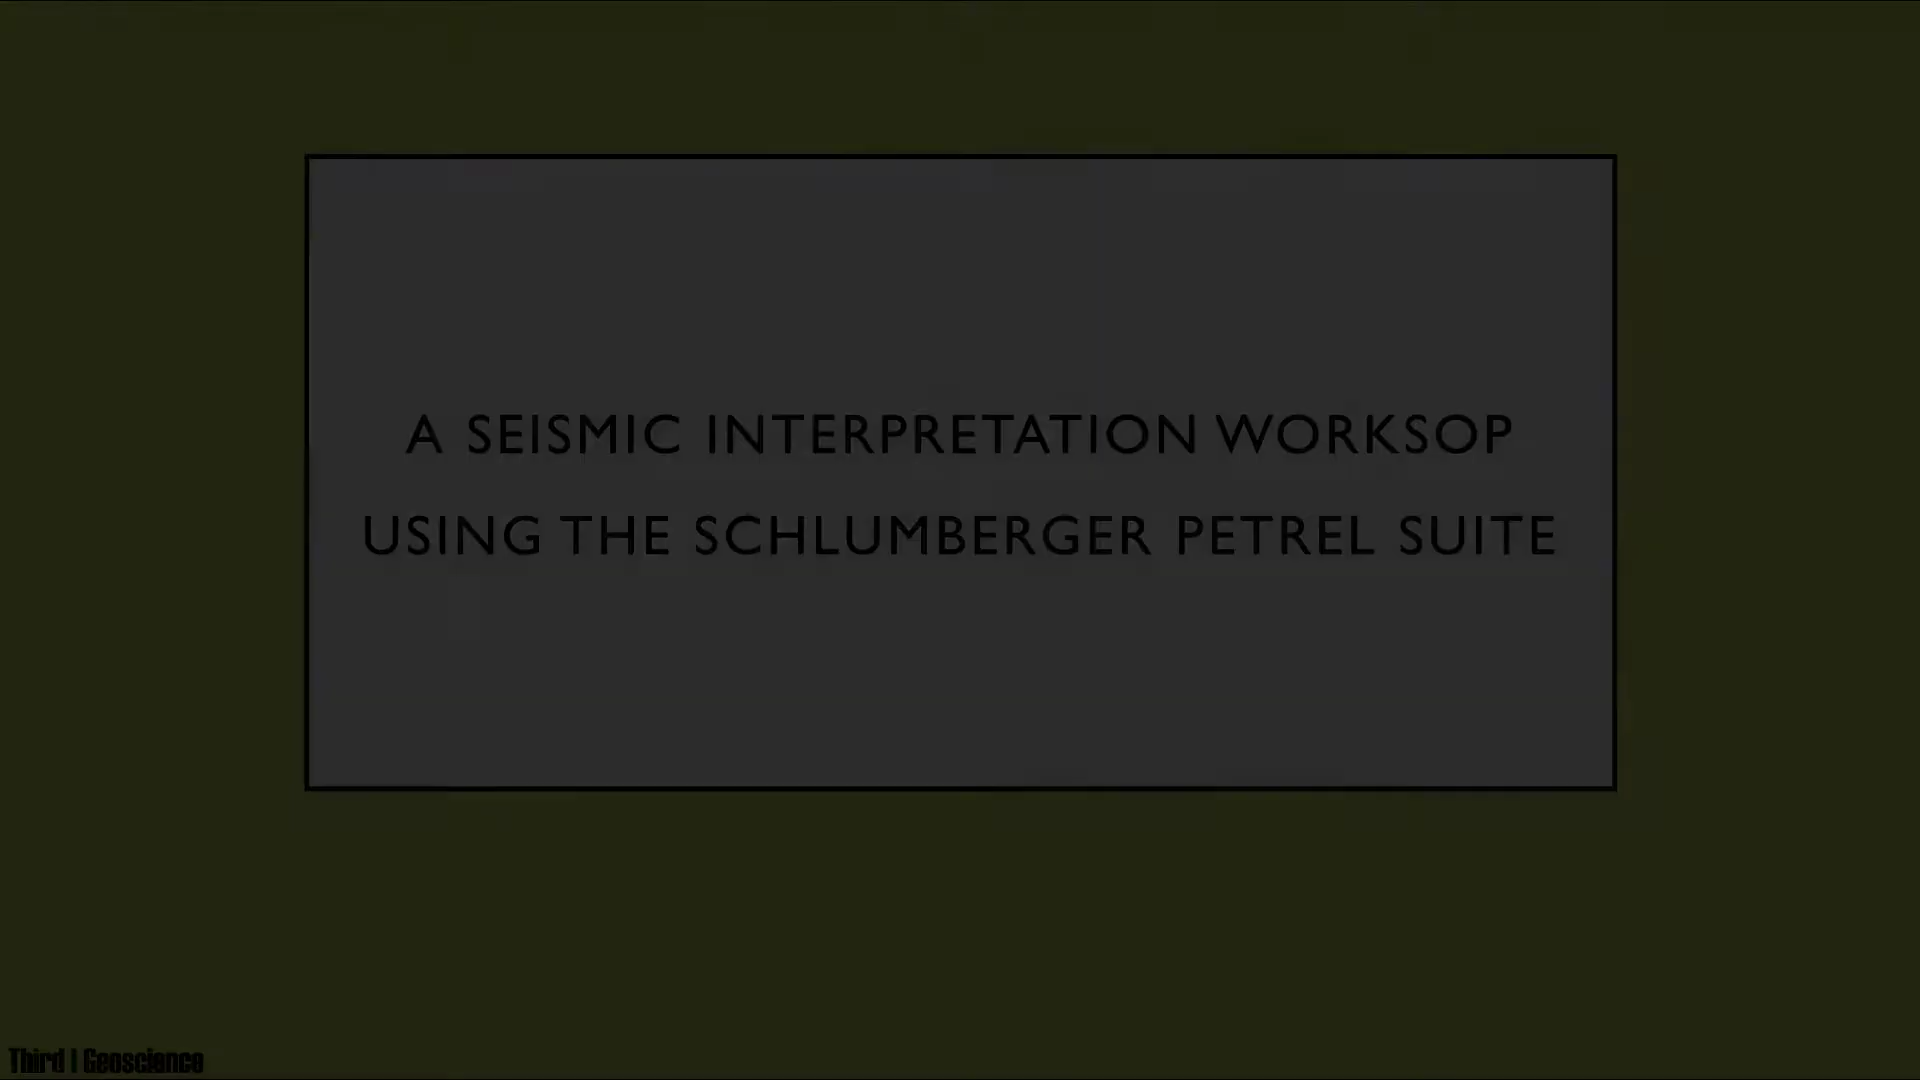 A SEISMIC INTERPRETATION WORKSOP
USING THE SCHLUMBERGER PETREL SUITE
Third I Geoscience